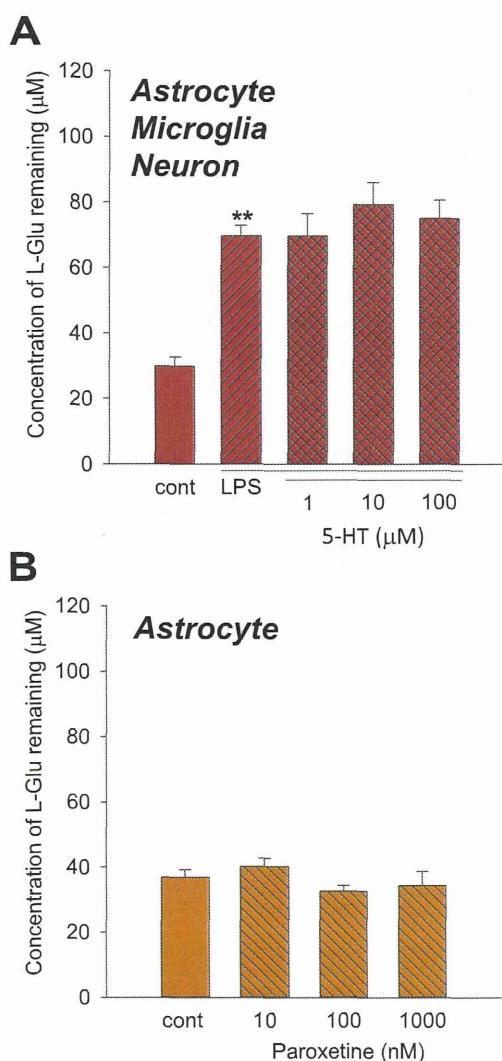 A
Concentration of L-Glu remaining (μM)
120
100
80
60
40
20
0
Astrocyte
Microglia
Neuron
**
cont
LPS
1
10
100
5-HT (μM)
B
Concentration of L-Glu remaining (μM)
120
100
80
60
40
20
0
Astrocyte
cont
10
100
1000
Paroxetine (nM)